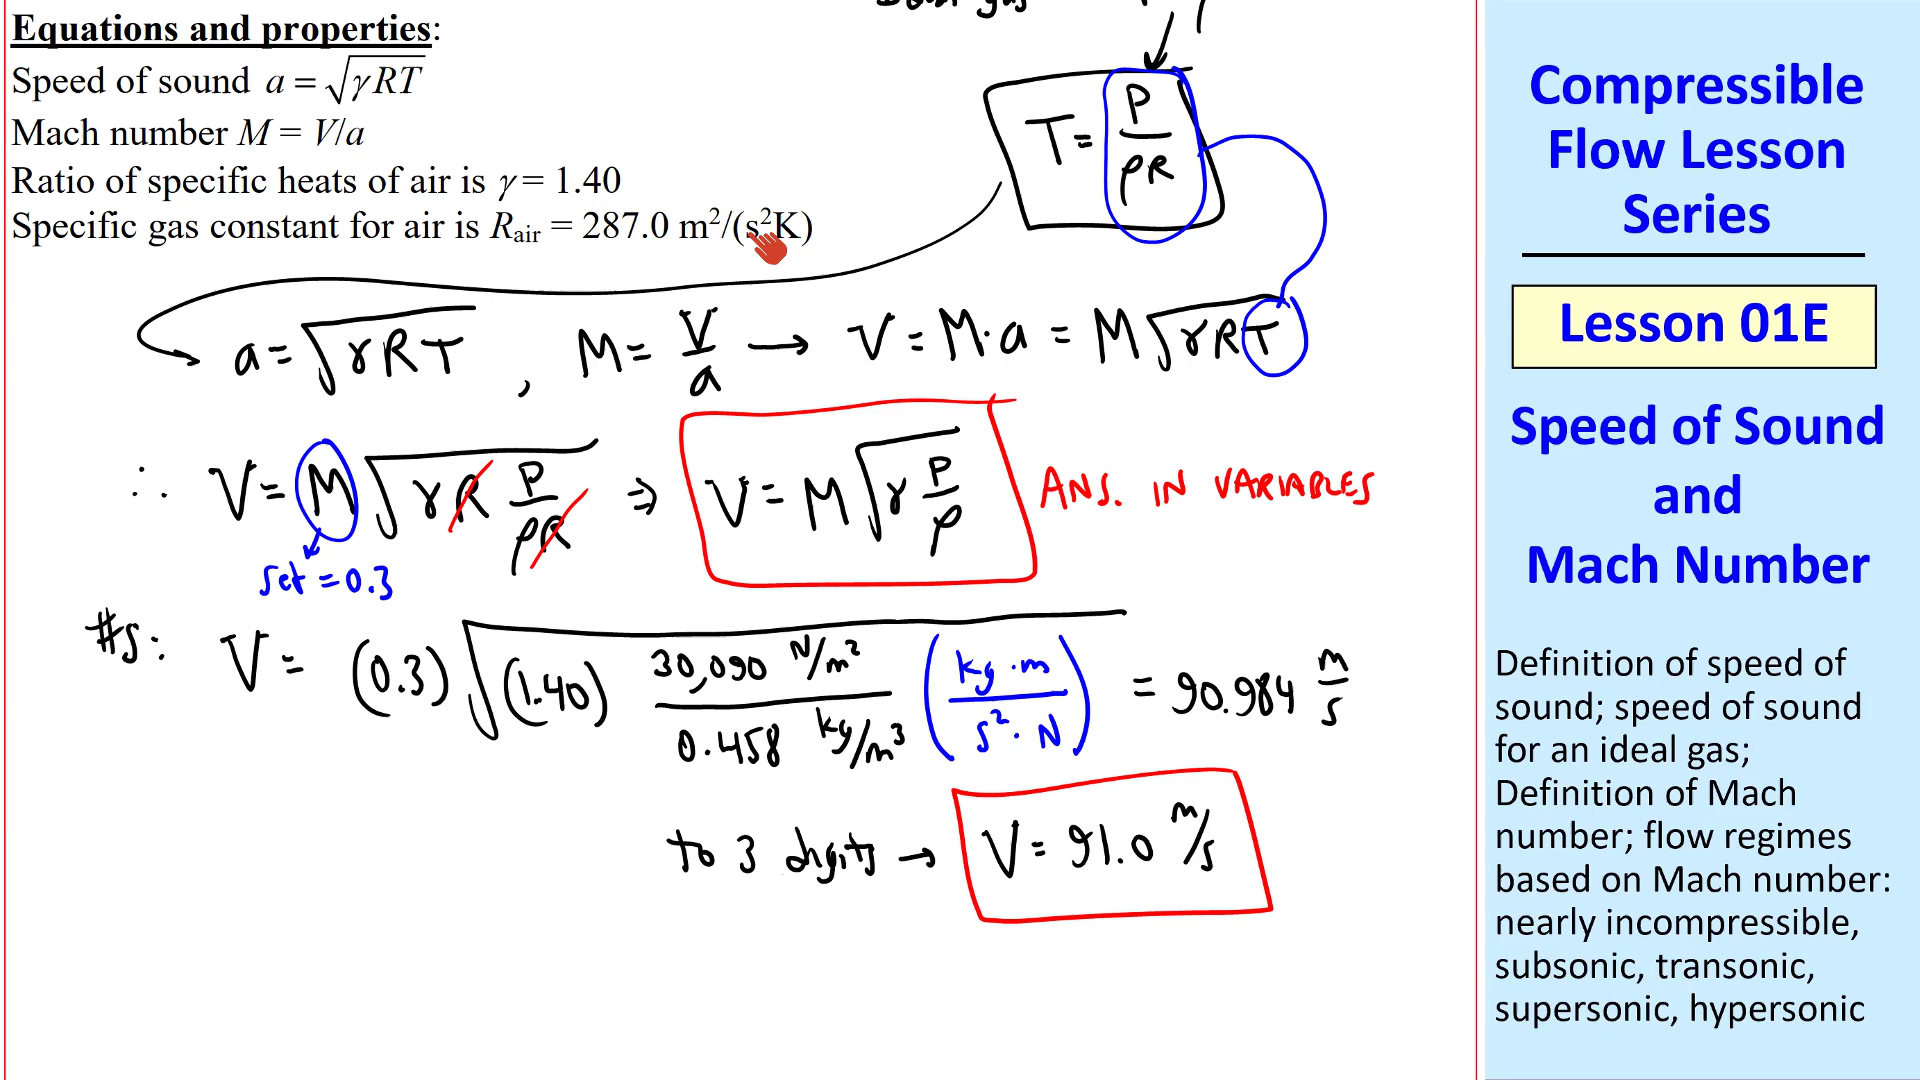 Equations and properties:
Speed of sound a = √γRT
Mach number M = V/a
Ratio of specific heats of air is γ = 1.40
Specific gas constant for air is R_air = 287.0 m²/(s²K)
gas
T = P/ρR
a = √γRT , M = V/a → V = M·a = M√γRT
∴ V = M√γR P/ρR ⇒ V = M√γ P/ρ ANS. IN VARIABLES
set = 0.3
#s: V = (0.3)√(1.40) 30,090 N/m² / 0.458 kg/m³ (kg·m / s²·N) = 90.984 m/s
to 3 digits → V = 91.0 m/s
Compressible
Flow Lesson
Series
Lesson 01E
Speed of Sound
and
Mach Number
Definition of speed of
sound; speed of sound
for an ideal gas;
Definition of Mach
number; flow regimes
based on Mach number:
nearly incompressible,
subsonic, transonic,
supersonic, hypersonic